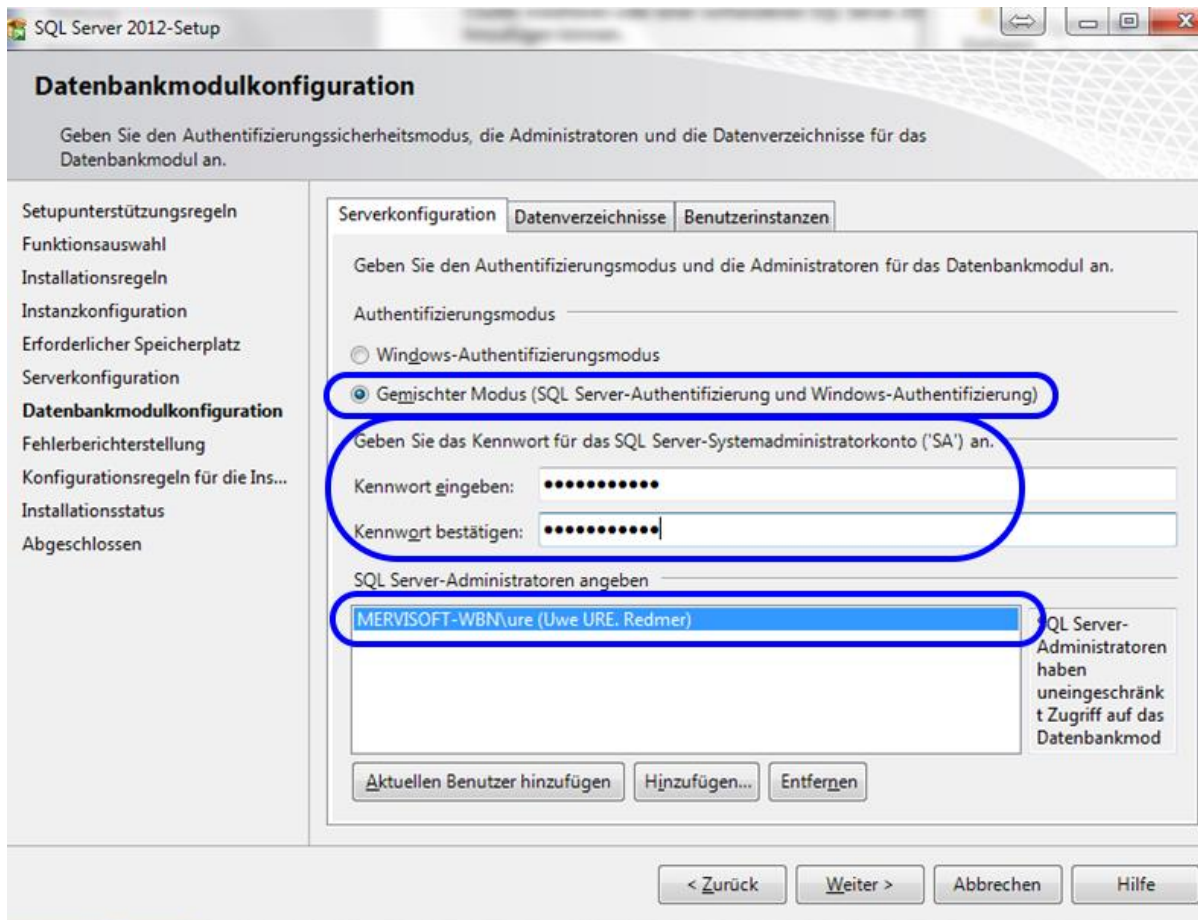 SQL Server 2012-Setup
Datenbankmodulkonfiguration
Geben Sie den Authentifizierungssicherheitsmodus, die Administratoren und die Datenverzeichnisse für das
Datenbankmodul an.
Setupunterstützungsregeln
Funktionsauswahl
Installationsregeln
Instanzkonfiguration
Erforderlicher Speicherplatz
Serverkonfiguration
Datenbankmodulkonfiguration
Fehlerberichterstellung
Konfigurationsregeln für die Ins...
Installationsstatus
Abgeschlossen
Serverkonfiguration
Datenverzeichnisse
Benutzerinstanzen
Geben Sie den Authentifizierungsmodus und die Administratoren für das Datenbankmodul an.
Authentifizierungsmodus
Windows-Authentifizierungsmodus
Gemischter Modus (SQL Server-Authentifizierung und Windows-Authentifizierung)
Geben Sie das Kennwort für das SQL Server-Systemadministratorkonto ('SA') an.
Kennwort eingeben: •••••••••••
Kennwort bestätigen: •••••••••••
SQL Server-Administratoren angeben
MERVISOFT-WBN\ure (Uwe URE. Redmer)
SQL Server-
Administratoren
haben
uneingeschränk
t Zugriff auf das
Datenbankmod
Aktuellen Benutzer hinzufügen
Hinzufügen...
Entfernen
< Zurück
Weiter >
Abbrechen
Hilfe